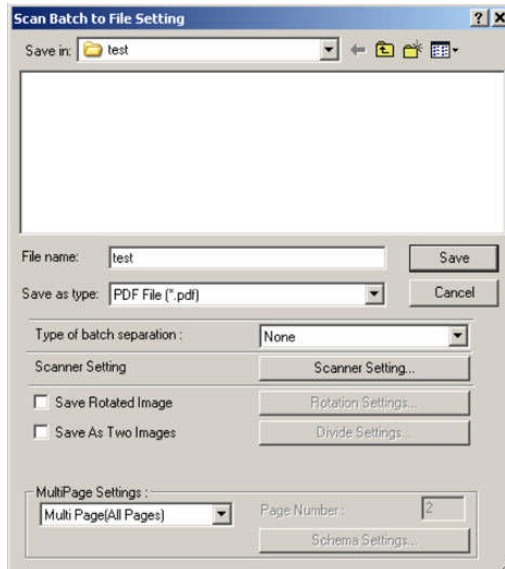 Scan Batch to File Setting
Save in: test
File name: test Save
Save as type: PDF File (*.pdf) Cancel
Type of batch separation : None
Scanner Setting Scanner Setting...
Save Rotated Image Rotation Settings...
Save As Two Images Divide Settings...
MultiPage Settings :
Multi Page(All Pages) Page Number : 2
Schema Settings...